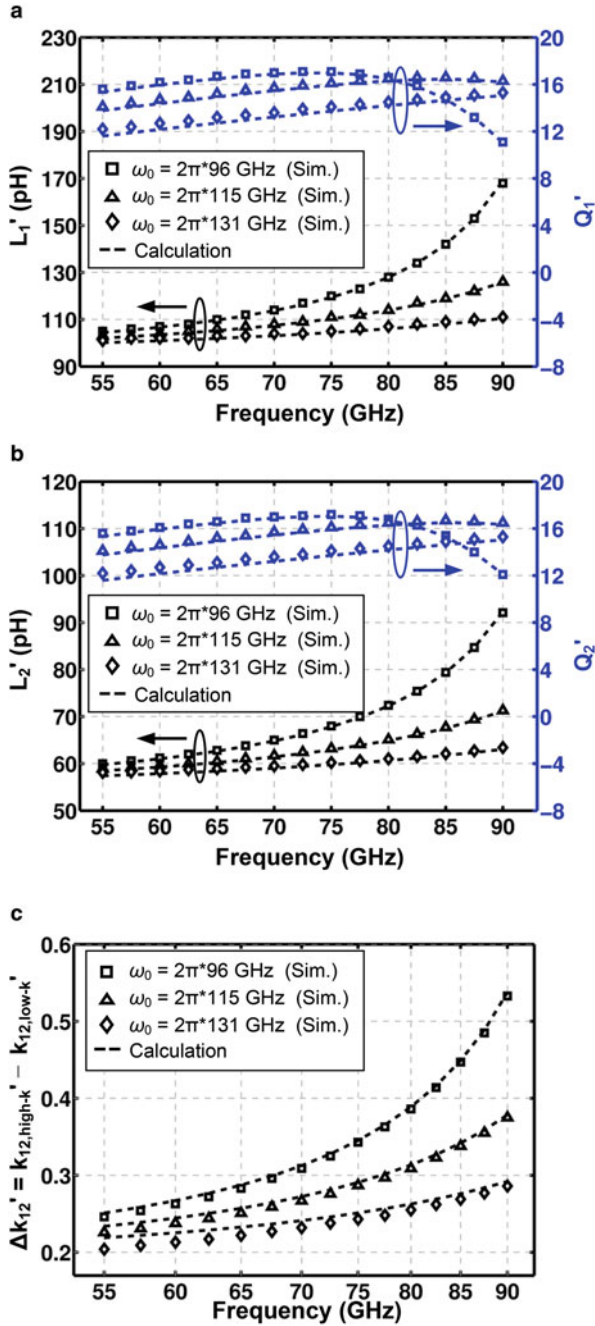 a
230
210
190
170
150
130
110
90
L₁' (pH)
20
16
12
8
4
0
−4
−8
Q₁'
ω₀ = 2π*96 GHz (Sim.)
ω₀ = 2π*115 GHz (Sim.)
ω₀ = 2π*131 GHz (Sim.)
Calculation
55 60 65 70 75 80 85 90
Frequency (GHz)
b
120
110
100
90
80
70
60
50
L₂' (pH)
20
16
12
8
4
0
−4
−8
Q₂'
ω₀ = 2π*96 GHz (Sim.)
ω₀ = 2π*115 GHz (Sim.)
ω₀ = 2π*131 GHz (Sim.)
Calculation
55 60 65 70 75 80 85 90
Frequency (GHz)
c
0.6
0.5
0.4
0.3
0.2
Δk₁₂' = k₁₂,high-k' − k₁₂,low-k'
ω₀ = 2π*96 GHz (Sim.)
ω₀ = 2π*115 GHz (Sim.)
ω₀ = 2π*131 GHz (Sim.)
Calculation
55 60 65 70 75 80 85 90
Frequency (GHz)